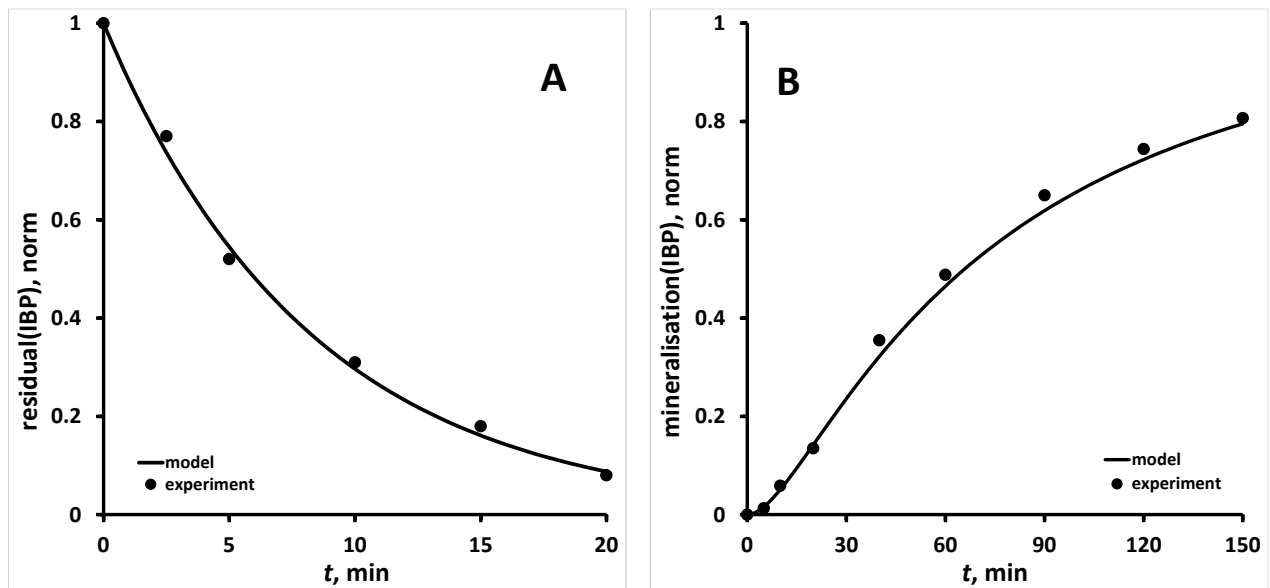 A
1
0.8
0.6
0.4
0.2
0
residual(IBP), norm
model
experiment
0 5 10 15 20
t, min
B
1
0.8
0.6
0.4
0.2
0
mineralisation(IBP), norm
model
experiment
0 30 60 90 120 150
t, min